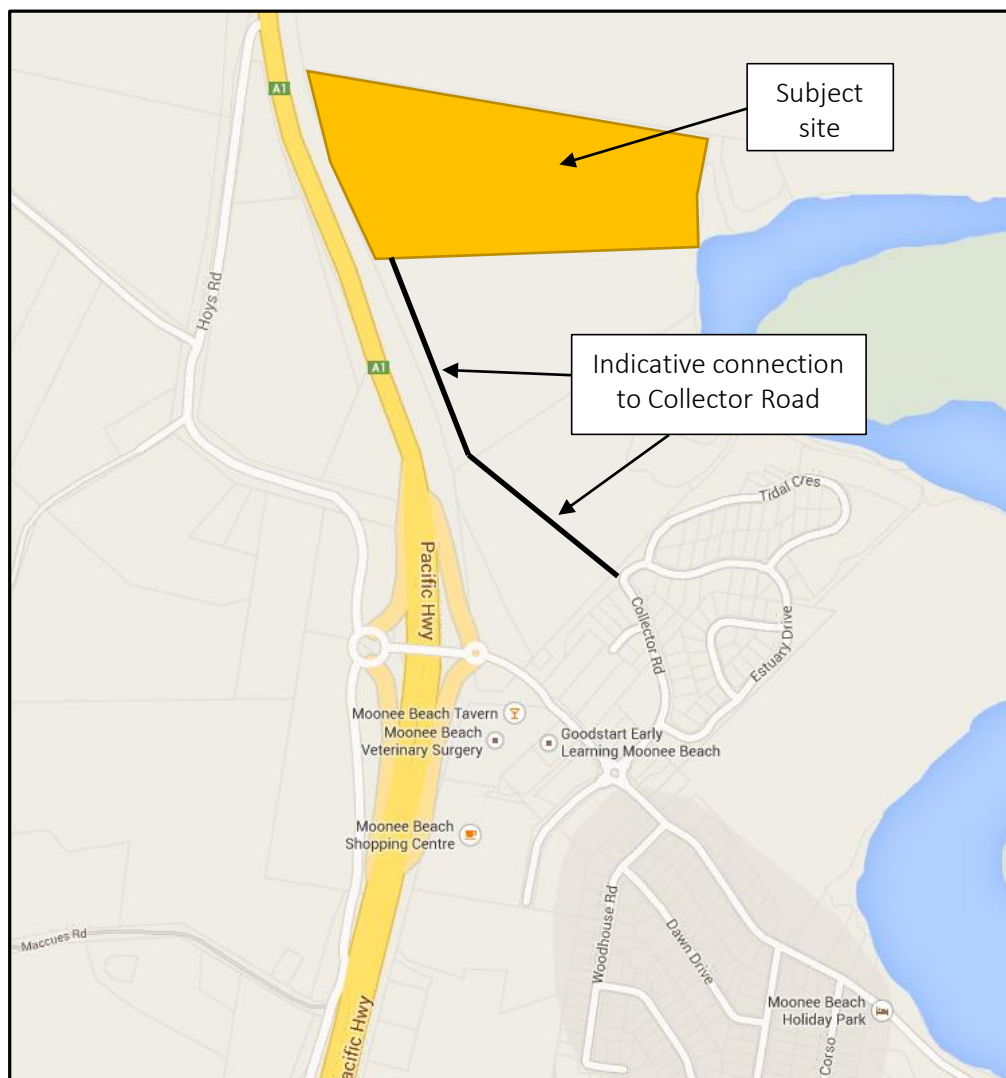 A1
Subject
site
Hoys Rd
Indicative connection
to Collector Road
A1
Tidal Cres
Pacific Hwy
Collector Rd
Estuary Drive
Moonee Beach Tavern
Moonee Beach
Veterinary Surgery
Goodstart Early
Learning Moonee Beach
Moonee Beach
Shopping Centre
Woodhouse Rd
Dawn Drive
Maccues Rd
Moonee Beach
Holiday Park
Pacific Hwy
Corso